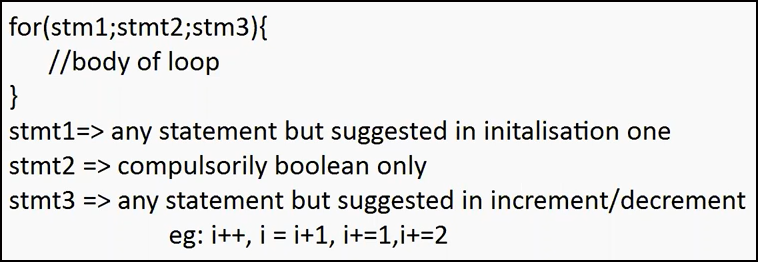 for(stm1;stmt2;stm3){
//body of loop
}
stmt1=> any statement but suggested in initalisation one
stmt2 => compulsorily boolean only
stmt3 => any statement but suggested in increment/decrement
eg: i++, i = i+1, i+=1,i+=2